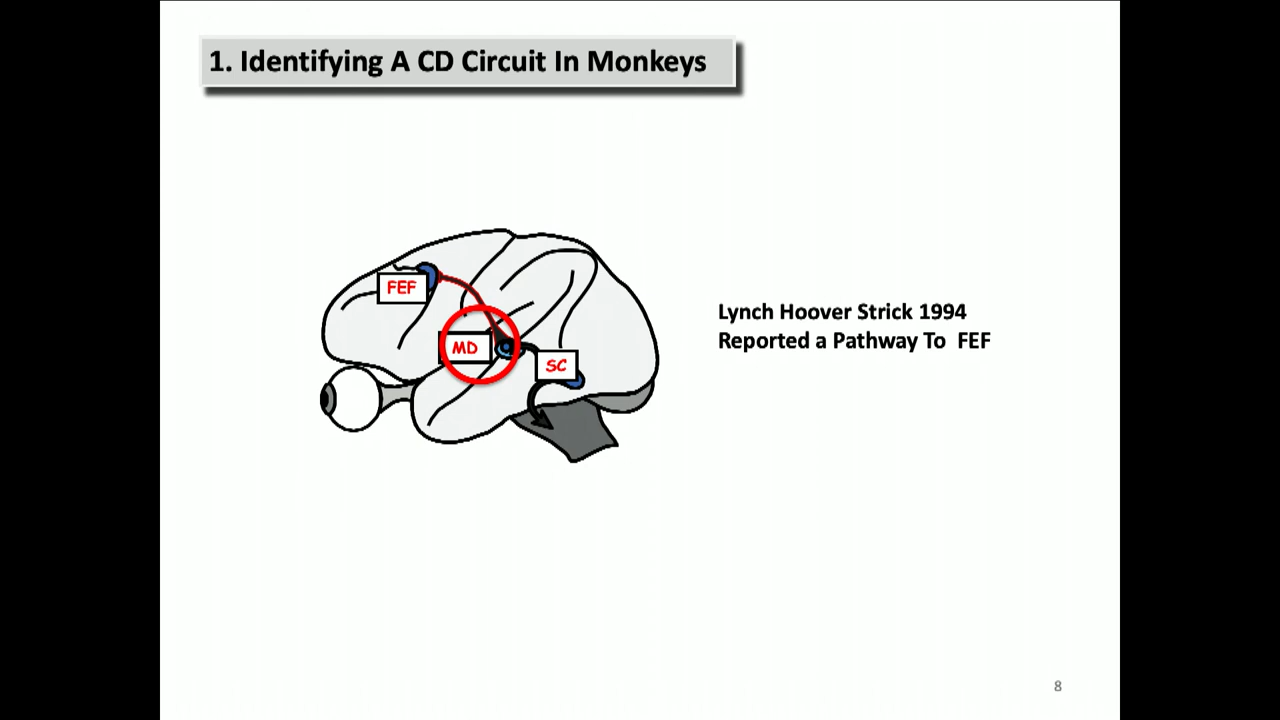 1. Identifying A CD Circuit In Monkeys
FEF
MD
SC
Lynch Hoover Strick 1994
Reported a Pathway To FEF
8